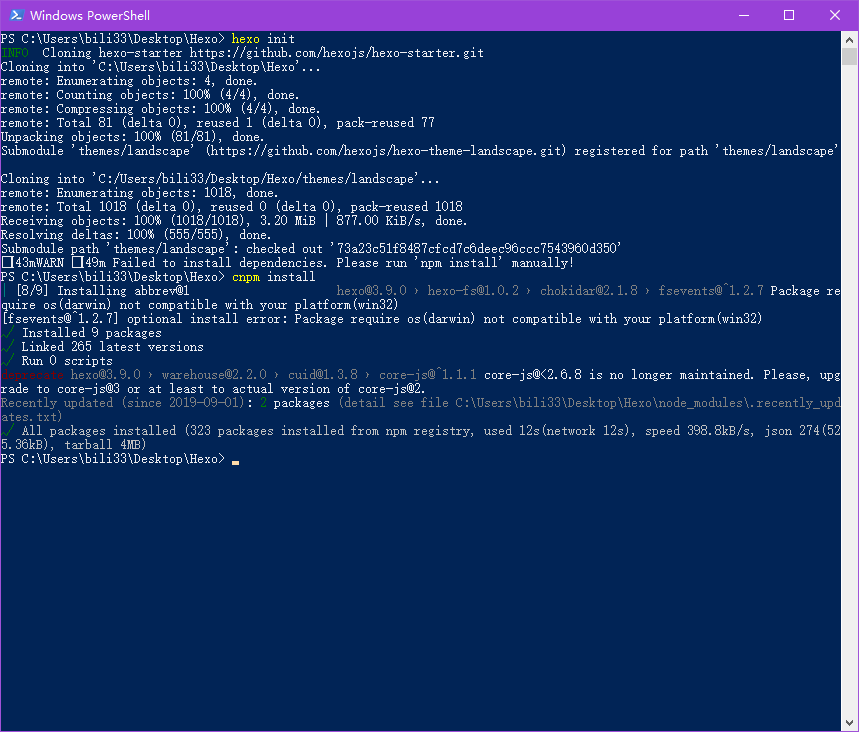 Windows PowerShell
PS C:\Users\bili33\Desktop\Hexo> hexo init
INFO  Cloning hexo-starter https://github.com/hexojs/hexo-starter.git
Cloning into 'C:\Users\bili33\Desktop\Hexo'...
remote: Enumerating objects: 4, done.
remote: Counting objects: 100% (4/4), done.
remote: Compressing objects: 100% (4/4), done.
remote: Total 81 (delta 0), reused 1 (delta 0), pack-reused 77
Unpacking objects: 100% (81/81), done.
Submodule 'themes/landscape' (https://github.com/hexojs/hexo-theme-landscape.git) registered for path 'themes/landscape'
Cloning into 'C:/Users/bili33/Desktop/Hexo/themes/landscape'...
remote: Enumerating objects: 1018, done.
remote: Total 1018 (delta 0), reused 0 (delta 0), pack-reused 1018
Receiving objects: 100% (1018/1018), 3.20 MiB | 877.00 KiB/s, done.
Resolving deltas: 100% (555/555), done.
Submodule path 'themes/landscape': checked out '73a23c51f8487cfcd7c6deec96ccc7543960d350'
□43mWARN □49m Failed to install dependencies. Please run 'npm install' manually!
PS C:\Users\bili33\Desktop\Hexo> cnpm install
| [8/9] Installing abbrev@1 hexo@3.9.0 › hexo-fs@1.0.2 › chokidar@2.1.8 › fsevents@^1.2.7 Package re
quire os(darwin) not compatible with your platform(win32)
[fsevents@^1.2.7] optional install error: Package require os(darwin) not compatible with your platform(win32)
√ Installed 9 packages
√ Linked 265 latest versions
√ Run 0 scripts
deprecate hexo@3.9.0 › warehouse@2.2.0 › cuid@1.3.8 › core-js@^1.1.1 core-js@<2.6.8 is no longer maintained. Please, upg
rade to core-js@3 or at least to actual version of core-js@2.
Recently updated (since 2019-09-01): 2 packages (detail see file C:\Users\bili33\Desktop\Hexo\node_modules\.recently_upd
ates.txt)
√ All packages installed (323 packages installed from npm registry, used 12s(network 12s), speed 398.8kB/s, json 274(52
5.36kB), tarball 4MB)
PS C:\Users\bili33\Desktop\Hexo>